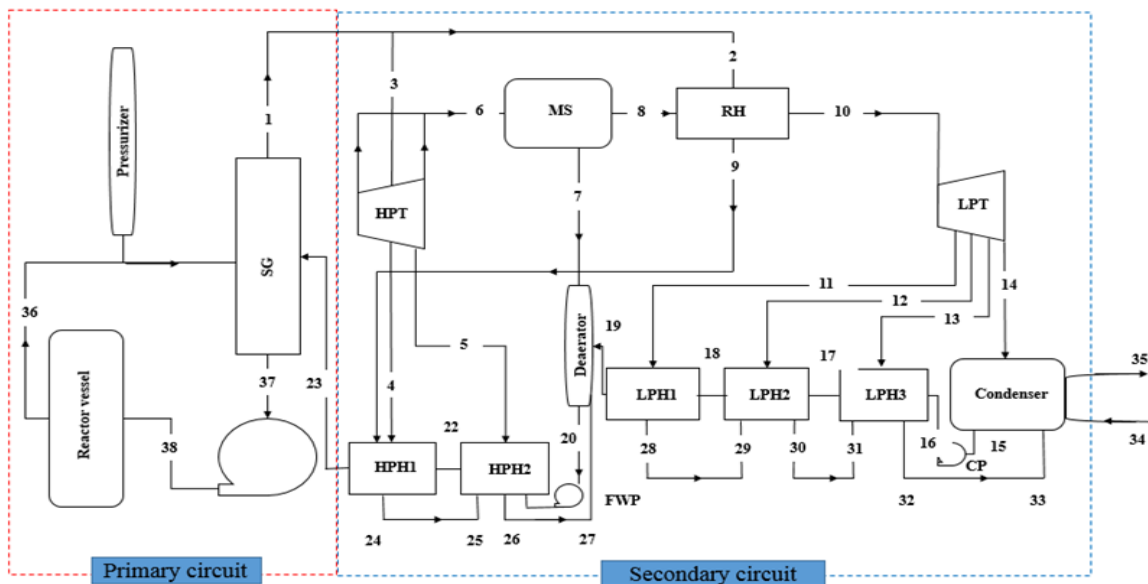 2
3
6
MS
8
RH
10
1
Pressurizer
9
7
HPT
LPT
SG
11
14
12
36
13
19
5
18
17
35
Deaerator
Reactor vessel
37
23
4
LPH1
LPH2
LPH3
Condenser
22
20
34
38
28
29
30
31
16
15
HPH1
HPH2
CP
FWP
32
33
24
25
26
27
Primary circuit
Secondary circuit